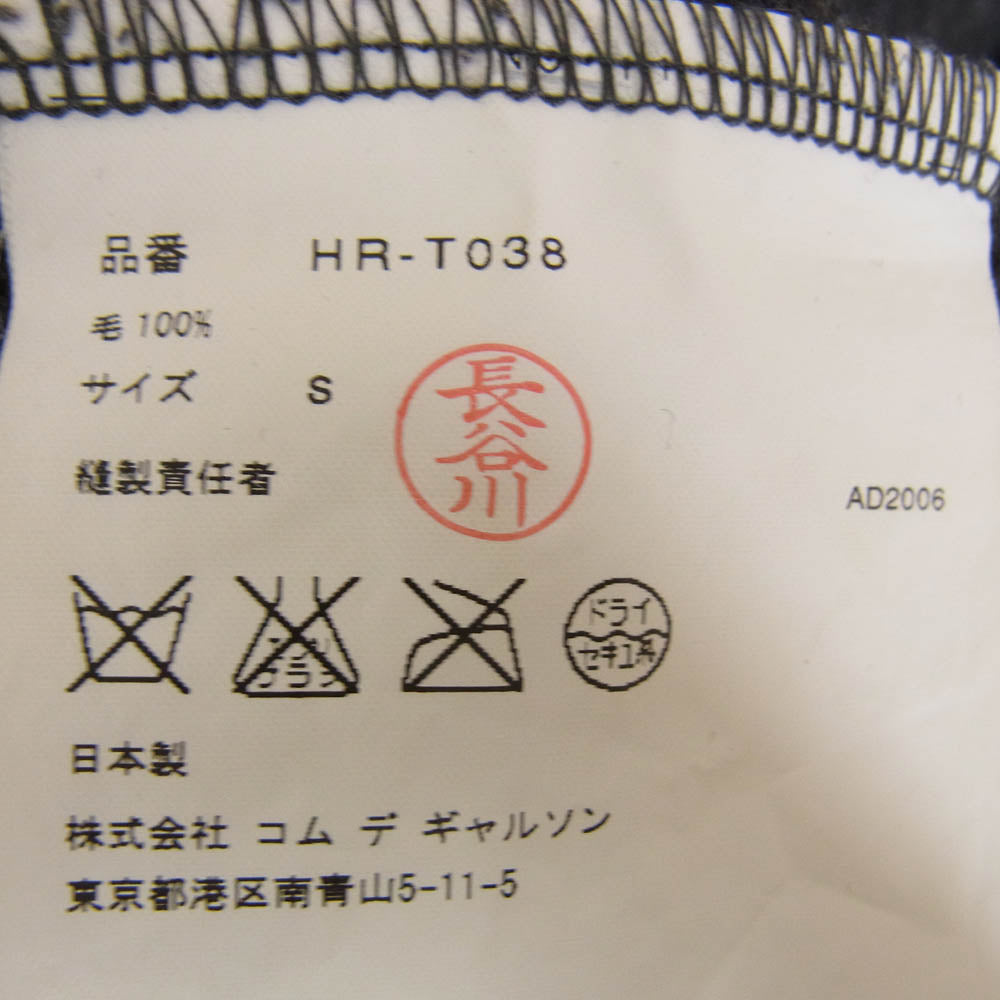 品番 HR-T038
毛 100%
サイズ S
長谷川
縫製責任者
AD2006
ドライ
セキユ系
日本製
株式会社 コム デ ギャルソン
東京都港区南青山5-11-5